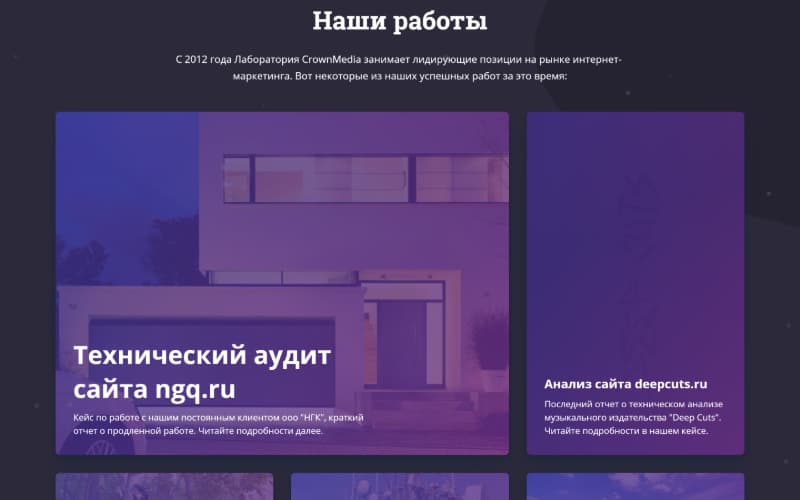 Наши работы
С 2012 года Лаборатория CrownMedia занимает лидирующие позиции на рынке интернет-
маркетинга. Вот некоторые из наших успешных работ за это время:
Технический аудит
сайта ngq.ru
Кейс по работе с нашим постоянным клиентом ооо "НГК", краткий
отчет о продленной работе. Читайте подробности далее.
Анализ сайта deepcuts.ru
Последний отчет о техническом анализе
музыкального издательства "Deep Cuts".
Читайте подробности в нашем кейсе.